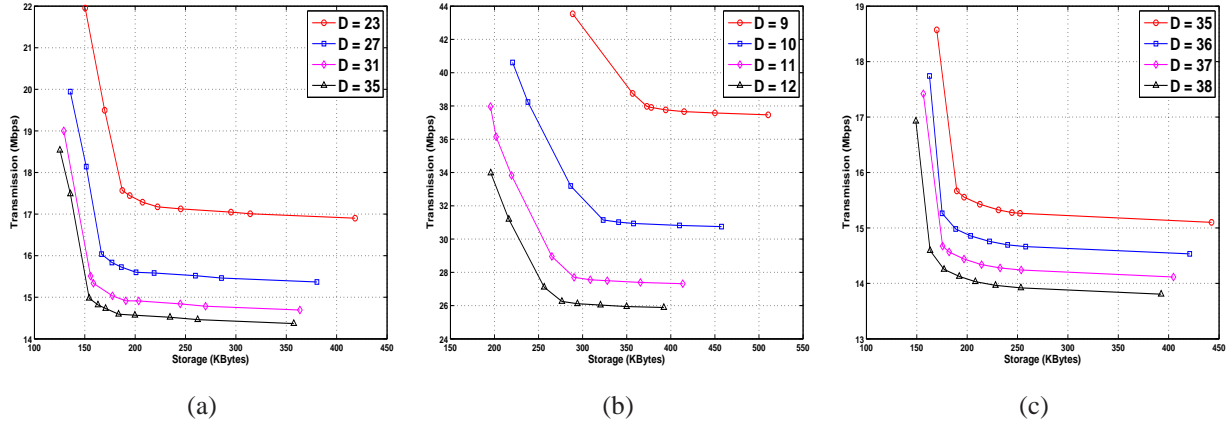 22
21
20
19
18
17
16
15
14
100 150 200 250 300 350 400 450
Transmission (Mbps)
Storage (KBytes)
D = 23
D = 27
D = 31
D = 35
(a)
44
42
40
38
36
34
32
30
28
26
24
150 200 250 300 350 400 450 500 550
Transmission (Mbps)
Storage (KBytes)
D = 9
D = 10
D = 11
D = 12
(b)
19
18
17
16
15
14
13
100 150 200 250 300 350 400 450
Transmission (Mbps)
Storage (KBytes)
D = 35
D = 36
D = 37
D = 38
(c)